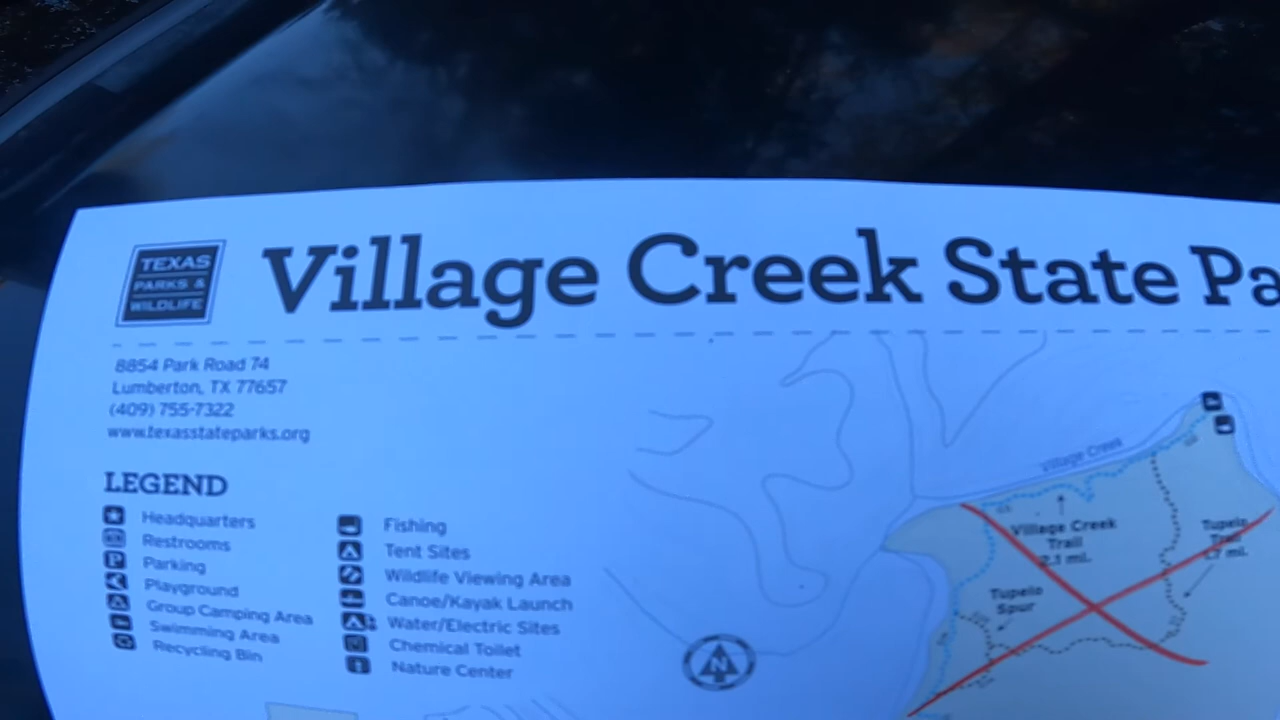 TEXAS
PARKS &
WILDLIFE
Village Creek State Pa
8854 Park Road 74
Lumberton, TX 77657
(409) 755-7322
www.texasstateparks.org
LEGEND
Headquarters
Restrooms
Parking
Playground
Group Camping Area
Swimming Area
Recycling Bin
Fishing
Tent Sites
Wildlife Viewing Area
Canoe/Kayak Launch
Water/Electric Sites
Chemical Toilet
Nature Center
N
Village Creek
Village Creek
Trail
2.1 mi.
Tupelo
Trail
Tupelo
Spur